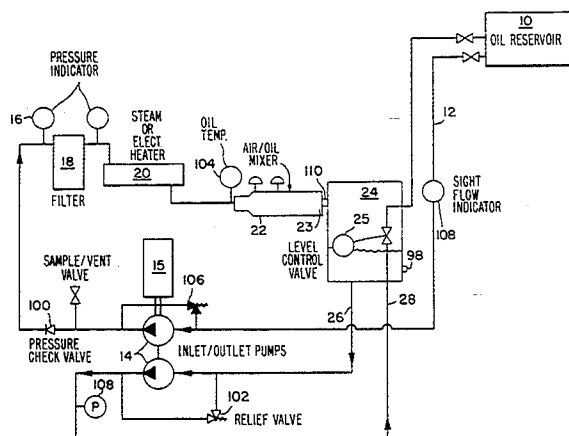 10
OIL RESERVOIR
PRESSURE
INDICATOR
16
STEAM
OR
ELECT.
HEATER
OIL
TEMP.
104
AIR/OIL
MIXER
110
12
18
20
24
FILTER
22
23
25
SIGHT
FLOW
INDICATOR
108
LEVEL
CONTROL
VALVE
98
SAMPLE/VENT
VALVE
15
106
26
28
100
PRESSURE
CHECK VALVE
14
INLET/OUTLET PUMPS
108
P
102
RELIEF VALVE